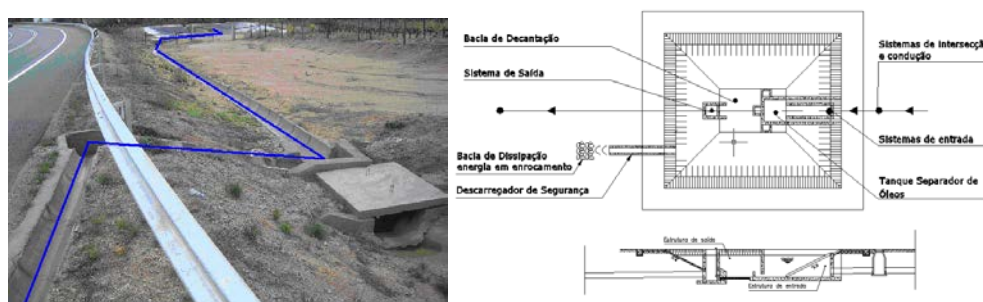 Bacia de Decantação
Sistema de Saída
Sistemas de Intersecção
e condução
Sistemas de entrada
Bacia de Dissipação
energia em enrocamento
Descarregador de Segurança
Tanque Separador de
Óleos
Estrutura de saída
Estrutura de entrada